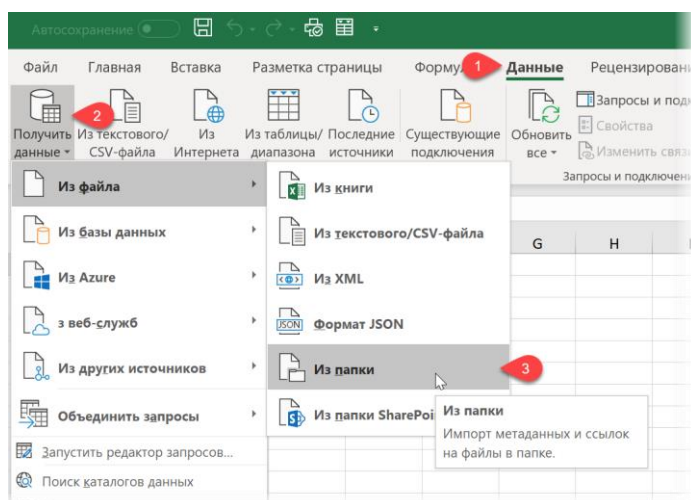 Автосохранение
Файл Главная Вставка Разметка страницы Формул 1 Данные Рецензирован
2
Получить данные
Из текстового/ CSV-файла
Из Интернета
Из таблицы/ диапазона
Последние источники
Существующие подключения
Обновить все
Запросы и подк
Свойства
Изменить связ
Запросы и подключени
Из файла
Из базы данных
Из Azure
з веб-служб
Из других источников
Объединить запросы
Запустить редактор запросов...
Поиск каталогов данных
Из книги
Из текстового/CSV-файла
Из XML
JSON Формат JSON
Из папки 3
Из папки SharePoi
Из папки
Импорт метаданных и ссылок
на файлы в папке.
G H